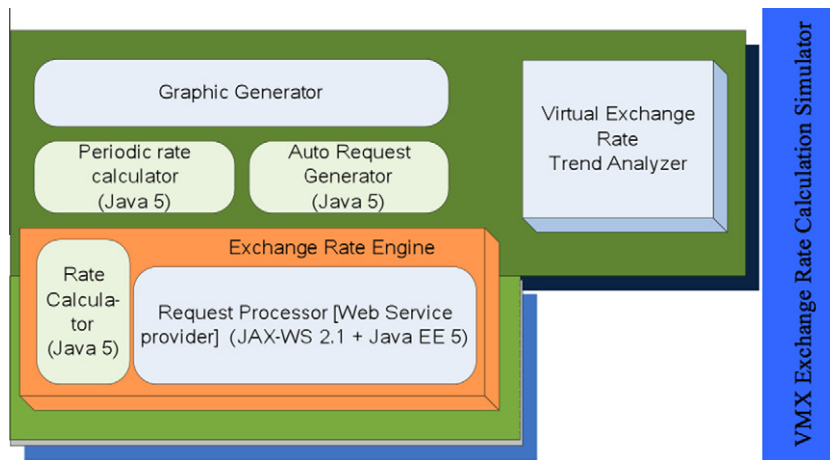 Graphic Generator
Virtual Exchange
Rate
Trend Analyzer
Periodic rate
calculator
(Java 5)
Auto Request
Generator
(Java 5)
Exchange Rate Engine
Rate
Calcula-
tor
(Java 5)
Request Processor [Web Service
provider] (JAX-WS 2.1 + Java EE 5)
VMX Exchange Rate Calculation Simulator